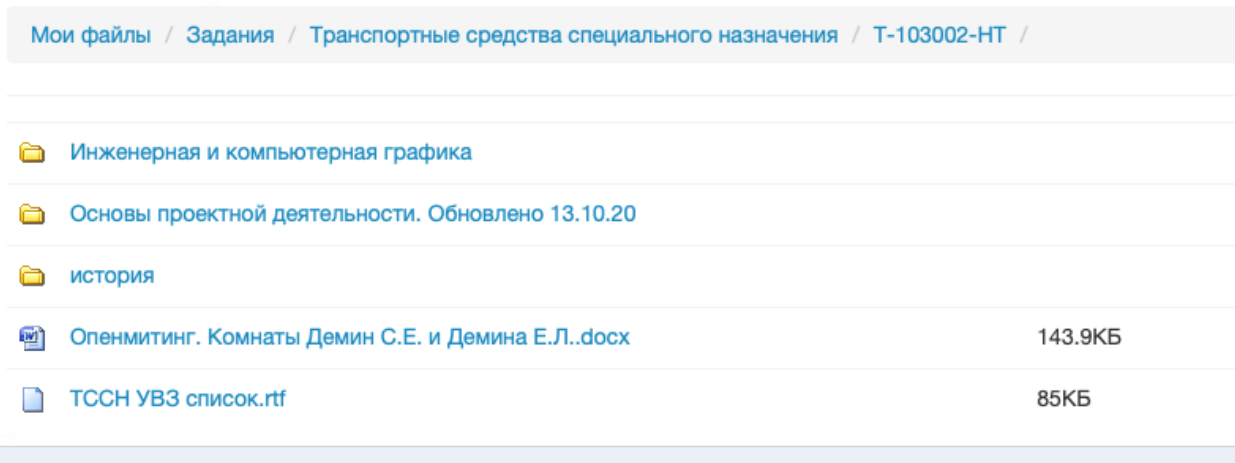 Мои файлы / Задания / Транспортные средства специального назначения / Т-103002-НТ /
Инженерная и компьютерная графика
Основы проектной деятельности. Обновлено 13.10.20
история
Опенмитинг. Комнаты Демин С.Е. и Демина Е.Л..docx 143.9КБ
ТССН УВЗ список.rtf 85КБ